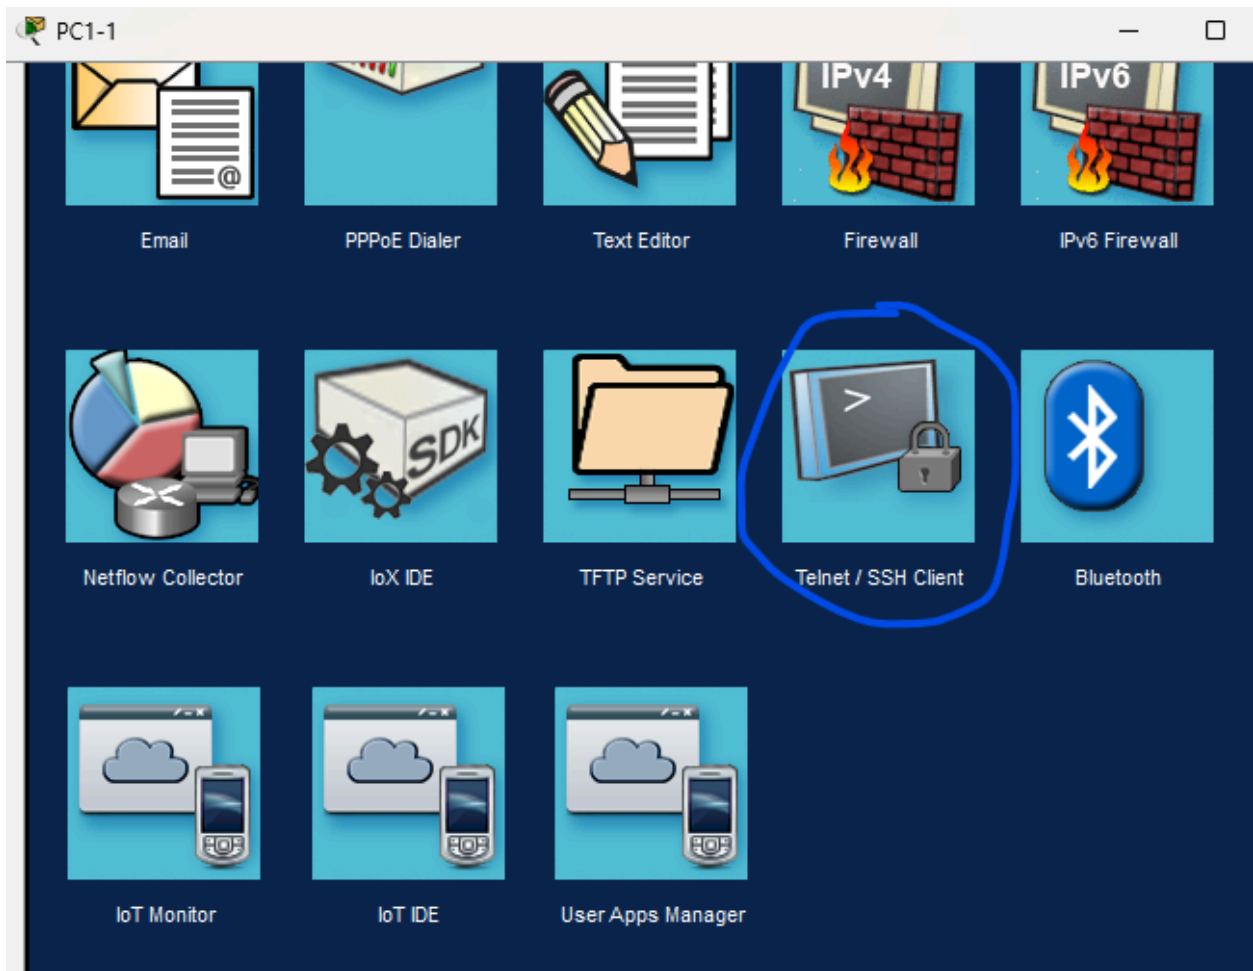 PC1-1
IPv4
IPv6
@
Email
PPPoE Dialer
Text Editor
Firewall
IPv6 Firewall
SDK
>
Netflow Collector
IoX IDE
TFTP Service
Telnet / SSH Client
Bluetooth
IoT Monitor
IoT IDE
User Apps Manager